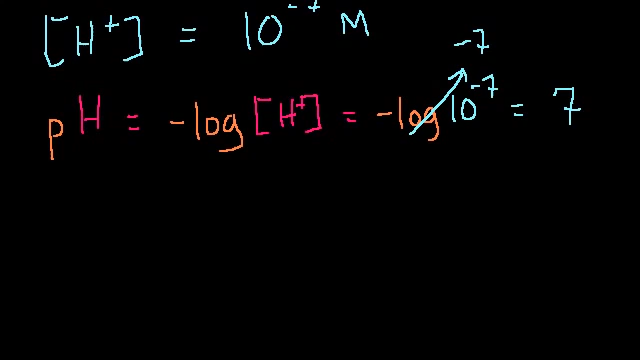 [H⁺] = 10⁻⁷ M
-7
pH = -log [H⁺] = -log 10⁻⁷ = 7